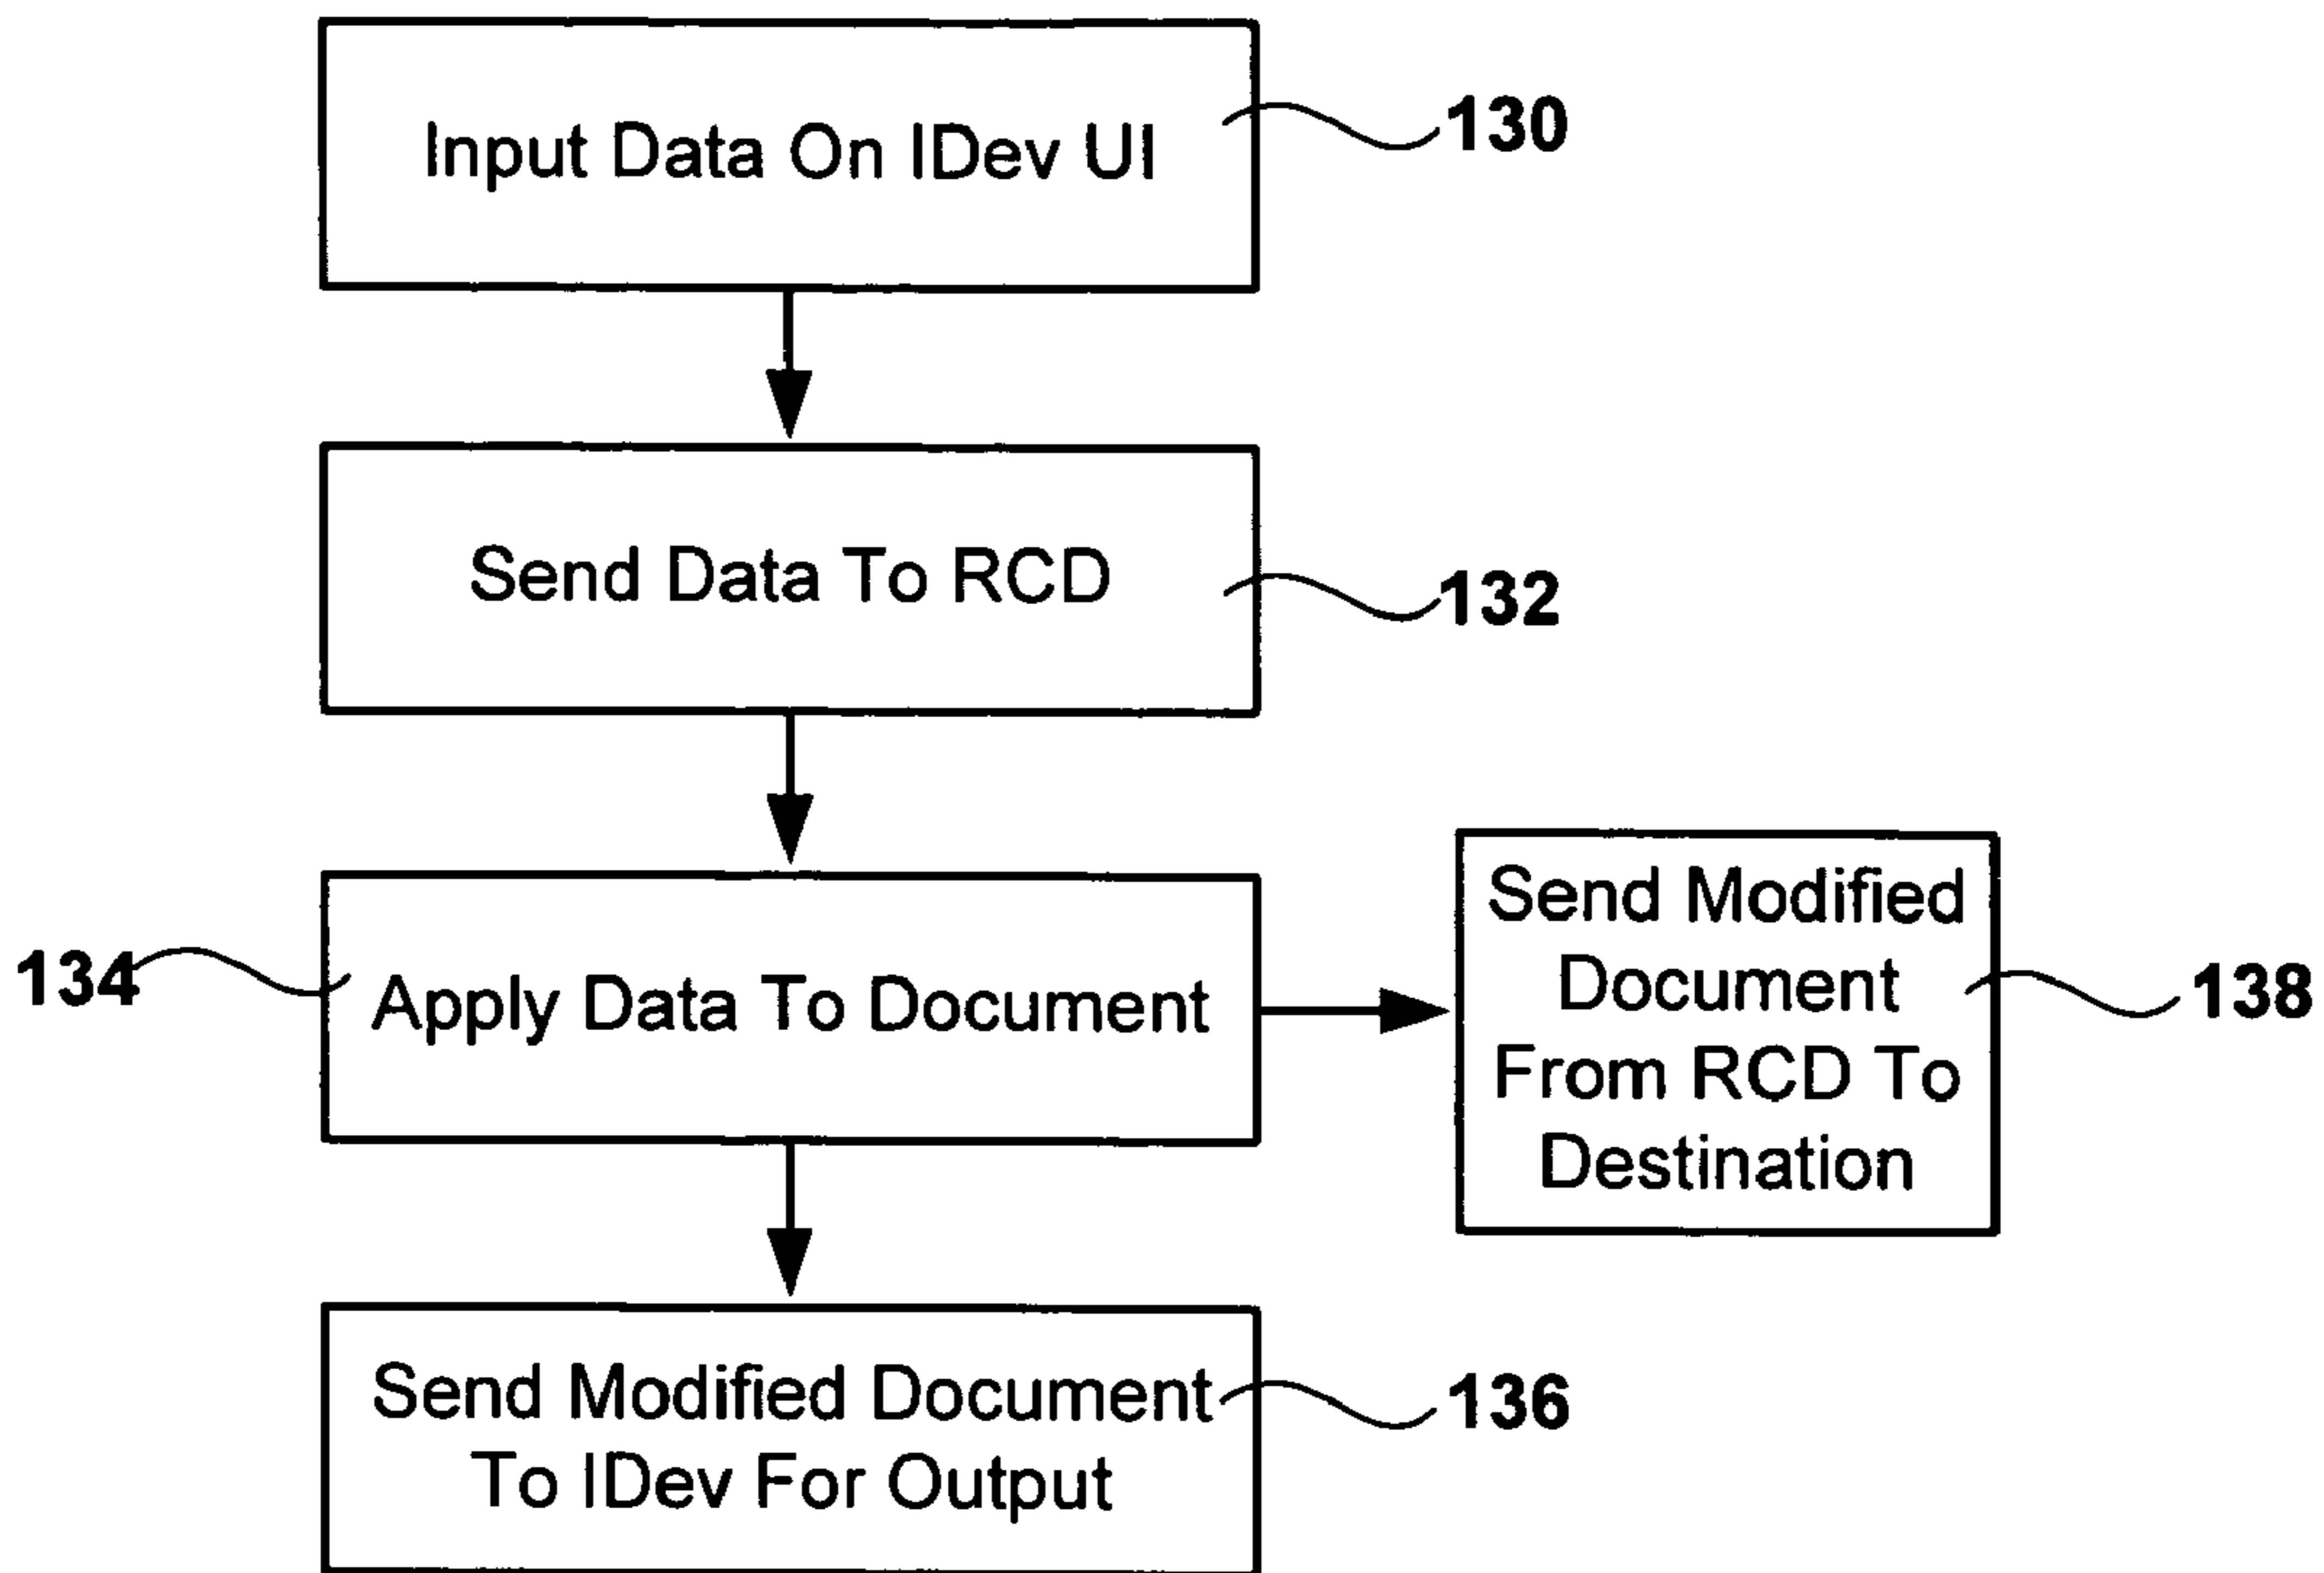 Input Data On IDev UI
130
Send Data To RCD
132
134
Apply Data To Document
Send Modified
Document
From RCD To
Destination
138
Send Modified Document
To IDev For Output
136